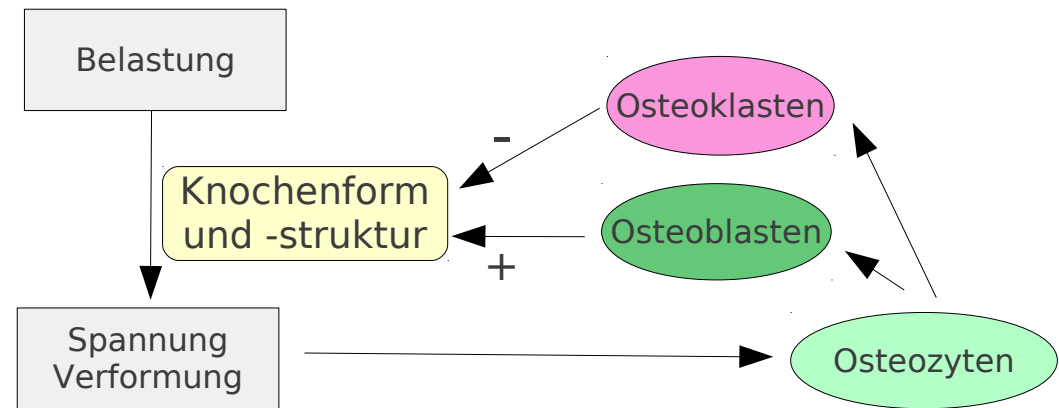 Belastung
Osteoklasten
-
Knochenform
und -struktur
Osteoblasten
+
Spannung
Verformung
Osteozyten